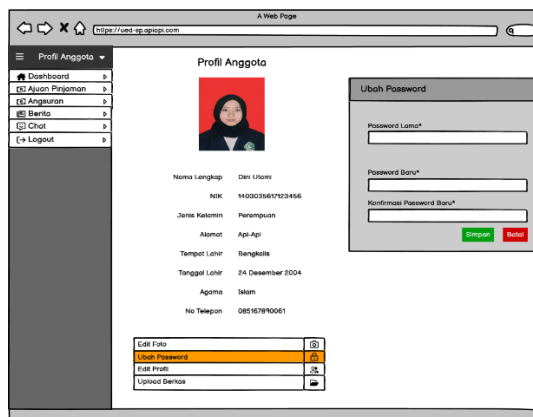 A Web Page
https://ued-sp.apiapi.com
Profil Anggota
Dashboard
Ajuan Pinjaman
Angsuran
Berita
Chat
Logout
Profil Anggota
Nama Lengkap Dini Utami
NIK 1403035617123456
Jenis Kelamin Perempuan
Alamat Api-Api
Tempat Lahir Bengkalis
Tanggal Lahir 24 Desember 2004
Agama Islam
No Telepon 085167890061
Edit Foto
Ubah Password
Edit Profil
Upload Berkas
Ubah Password
Password Lama*
Password Baru*
Konfirmasi Password Baru*
Simpan Batal